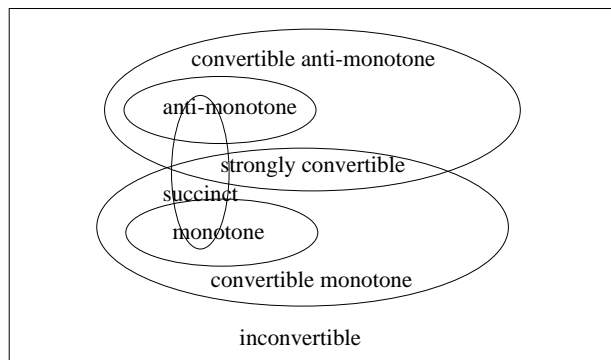 convertible anti-monotone
anti-monotone
strongly convertible
succinct
monotone
convertible monotone
inconvertible